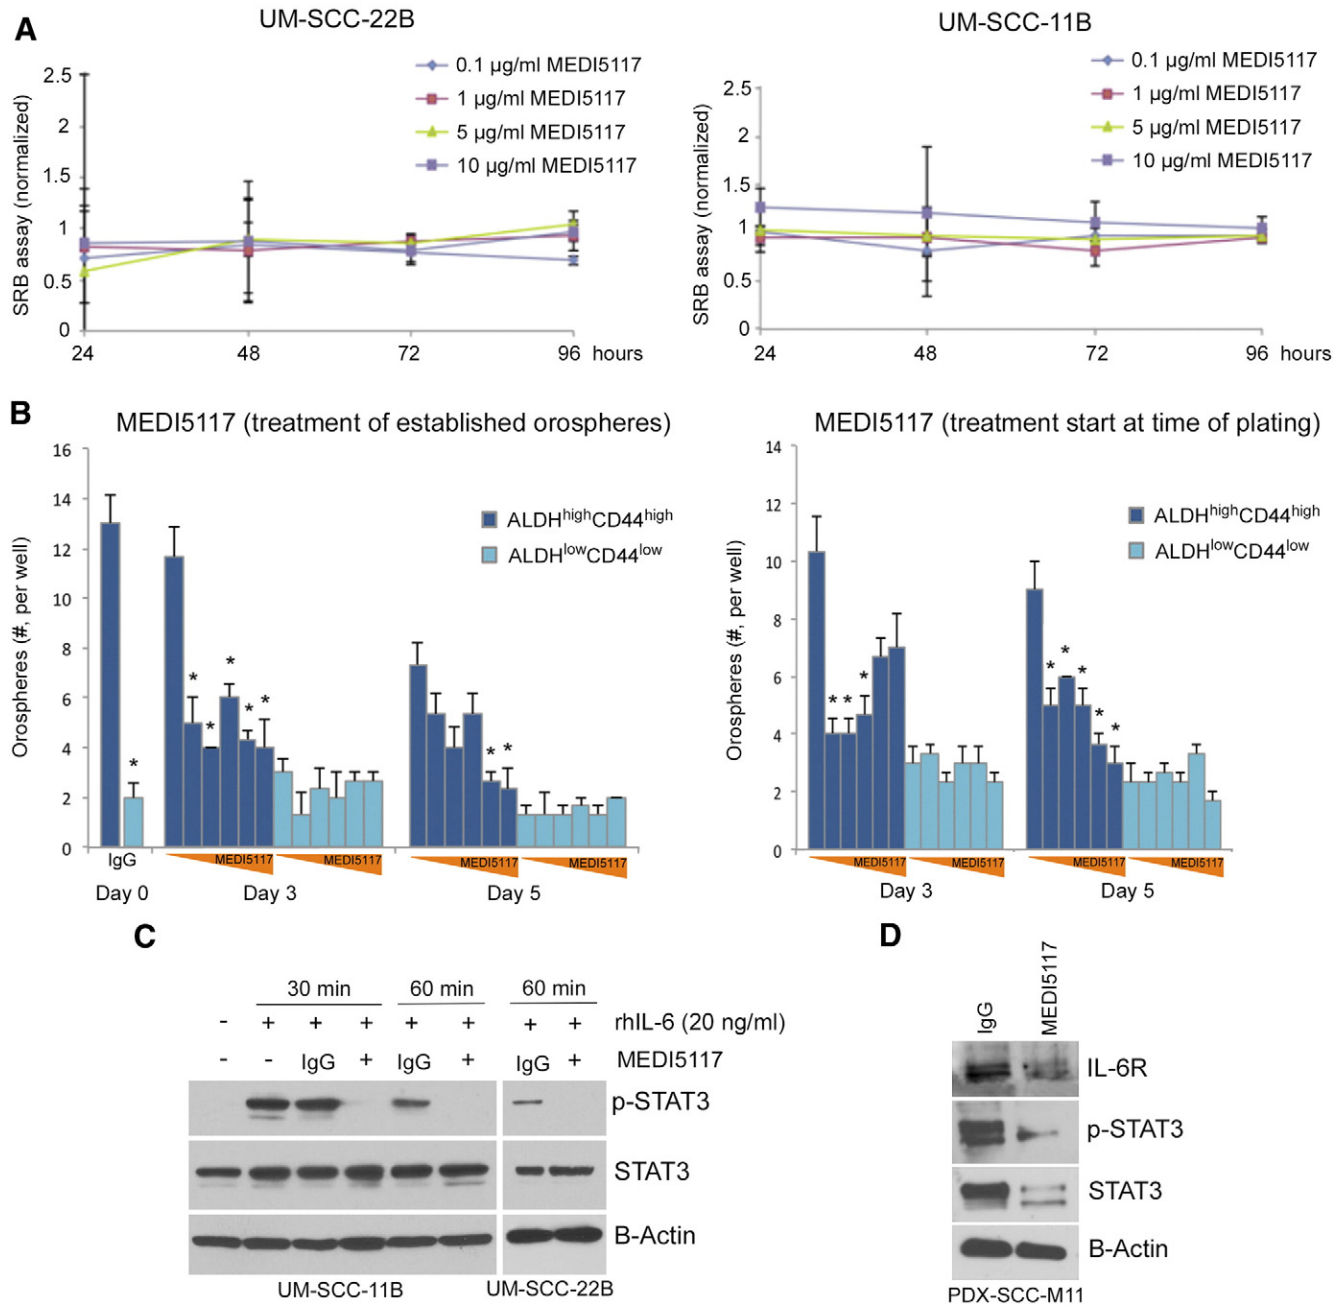 A
UM-SCC-22B
SRB assay (normalized)
2.5
2
1.5
1
0.5
0
24 48 72 96 hours
0.1 µg/ml MEDI5117
1 µg/ml MEDI5117
5 µg/ml MEDI5117
10 µg/ml MEDI5117
UM-SCC-11B
SRB assay (normalized)
2.5
2
1.5
1
0.5
0
24 48 72 96 hours
0.1 µg/ml MEDI5117
1 µg/ml MEDI5117
5 µg/ml MEDI5117
10 µg/ml MEDI5117
B
MEDI5117 (treatment of established orospheres)
Orospheres (#, per well)
16
14
12
10
8
6
4
2
0
ALDHhighCD44high
ALDHlowCD44low
* * * * * * * *
IgG MEDI5117 MEDI5117 MEDI5117 MEDI5117
Day 0 Day 3 Day 5
MEDI5117 (treatment start at time of plating)
Orospheres (#, per well)
14
12
10
8
6
4
2
0
ALDHhighCD44high
ALDHlowCD44low
* * * * * * * *
MEDI5117 MEDI5117 MEDI5117 MEDI5117
Day 3 Day 5
C
30 min 60 min 60 min
- + + + + + + + rhIL-6 (20 ng/ml)
- - IgG + IgG + IgG + MEDI5117
p-STAT3
STAT3
B-Actin
UM-SCC-11B UM-SCC-22B
D
IgG MEDI5117
IL-6R
p-STAT3
STAT3
B-Actin
PDX-SCC-M11